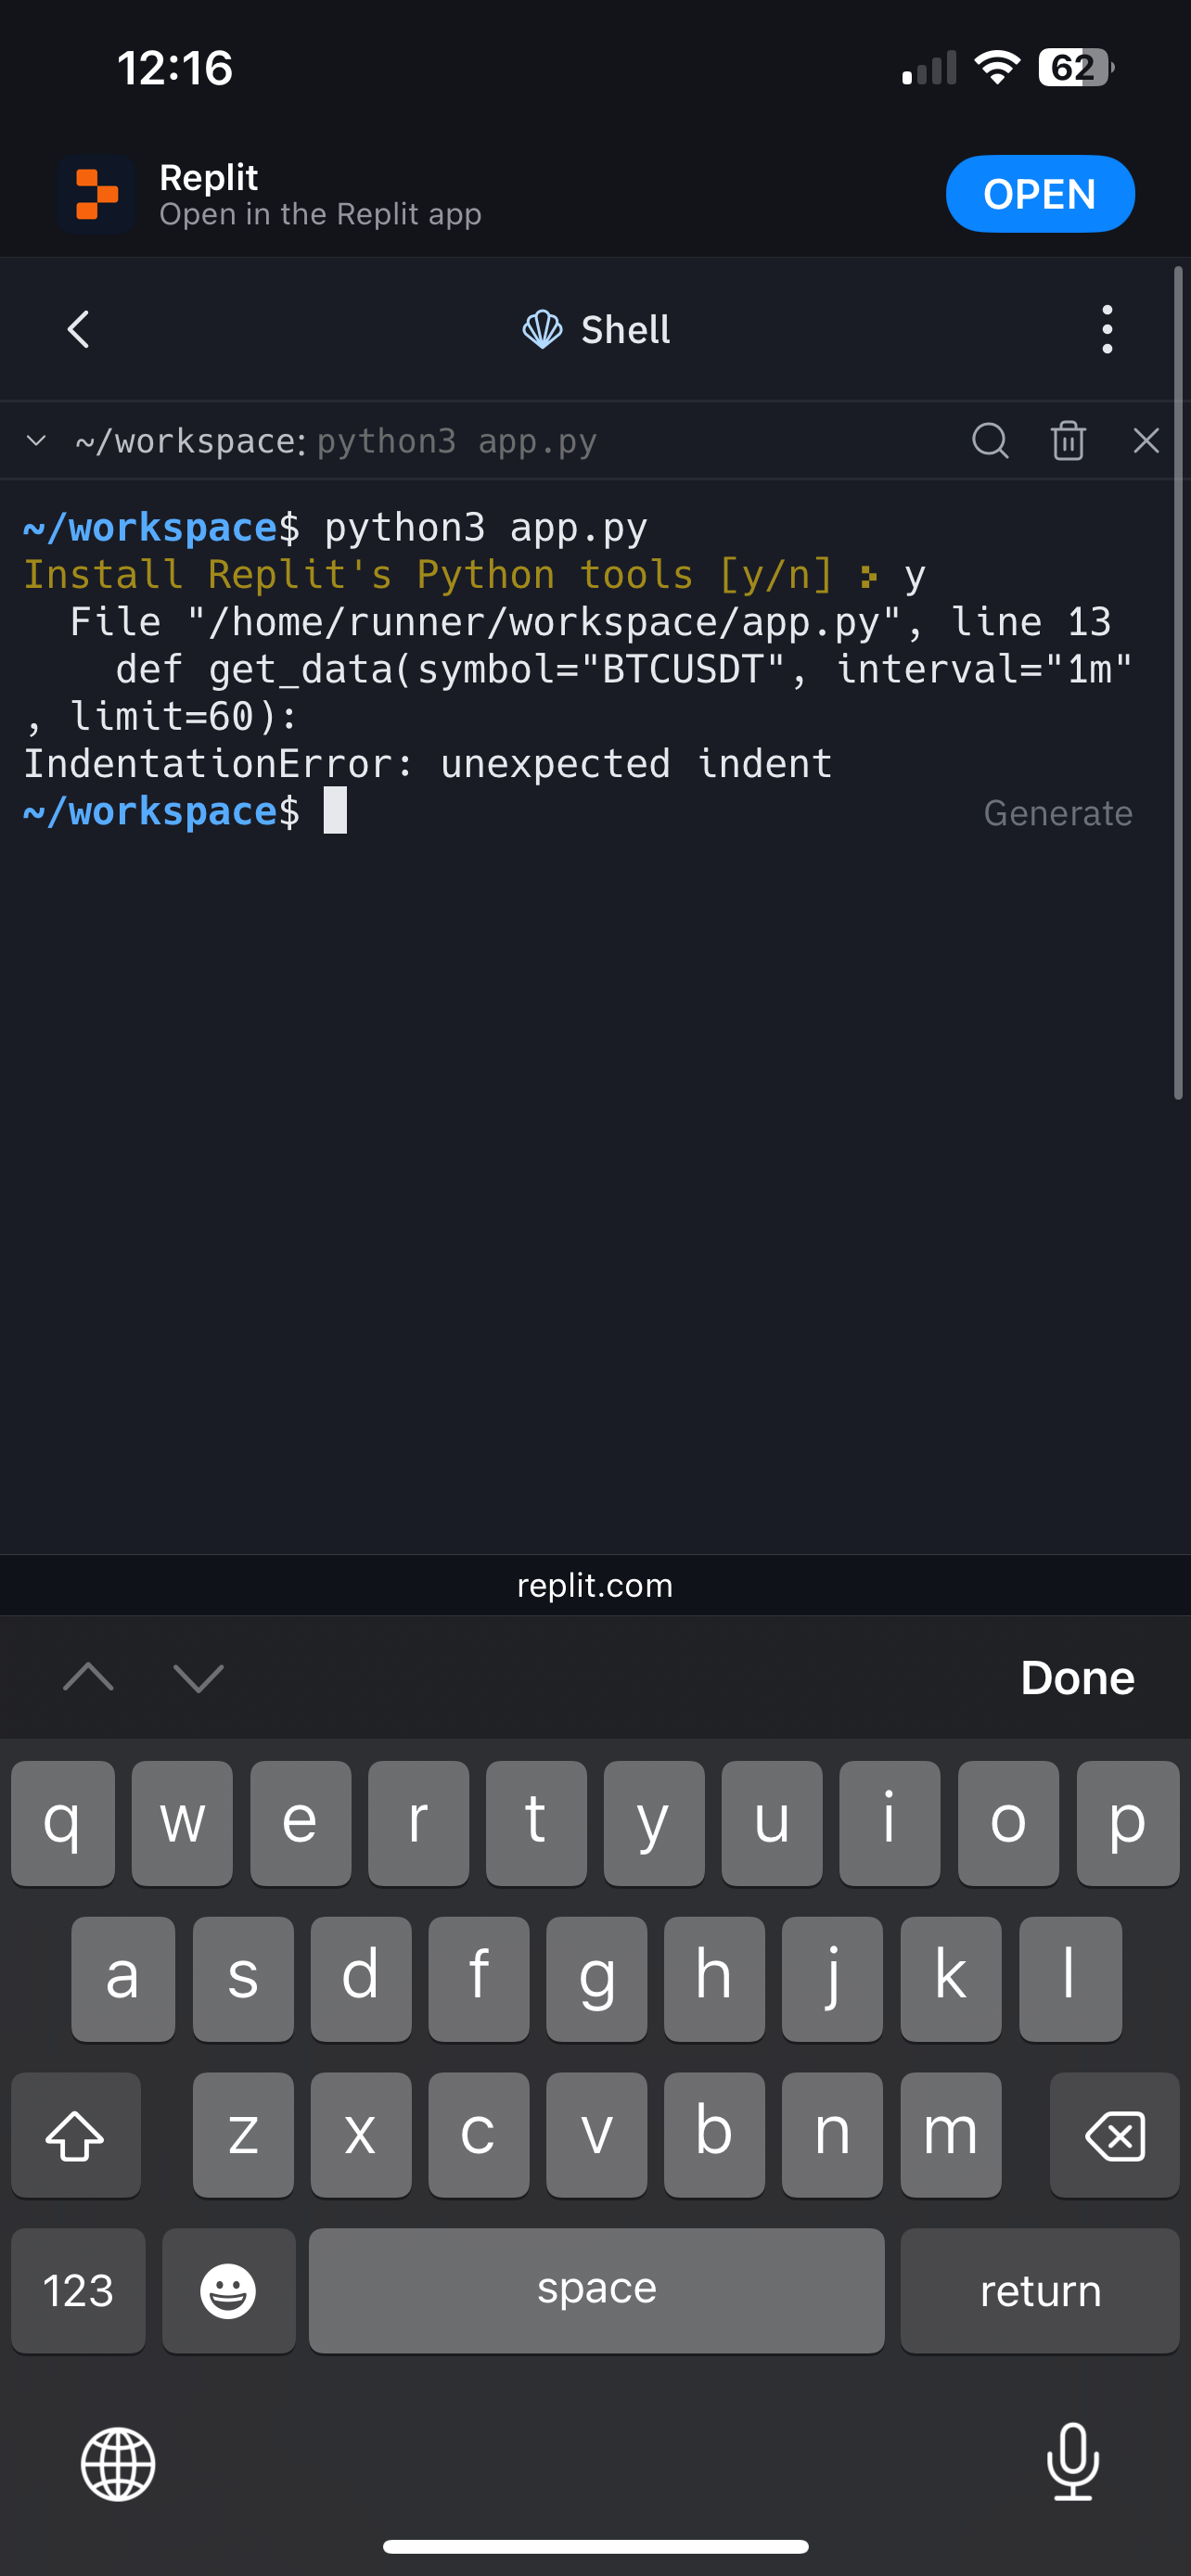 12:16
62
Replit
Open in the Replit app
OPEN
Shell
~/workspace: python3 app.py
~/workspace$ python3 app.py
Install Replit's Python tools [y/n] : y
File "/home/runner/workspace/app.py", line 13
def get_data(symbol="BTCUSDT", interval="1m"
, limit=60):
IndentationError: unexpected indent
~/workspace$
Generate
replit.com
Done
q w e r t y u i o p
a s d f g h j k l
z x c v b n m
123
space
return